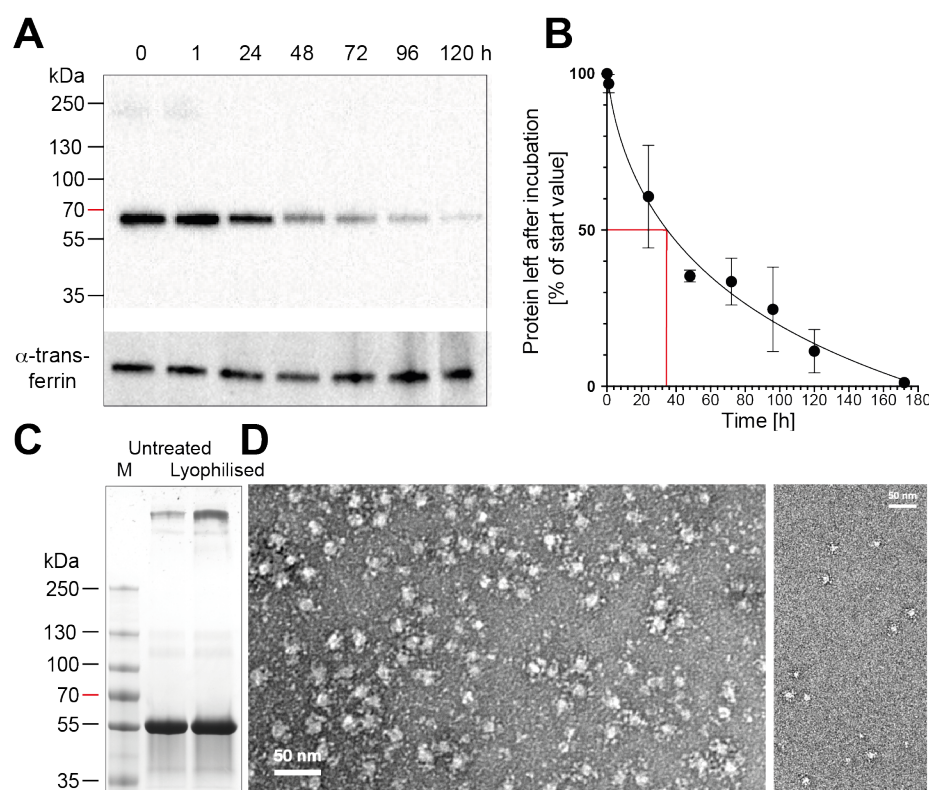 A
0 1 24 48 72 96 120 h
kDa
250
130
100
70
55
35
α-trans-
ferrin
B
Protein left after incubation
[% of start value]
100
50
0
0 20 40 60 80 100 120 140 160 180
Time [h]
C
Untreated
M Lyophilised
kDa
250
130
100
70
55
35
D
50 nm
50 nm